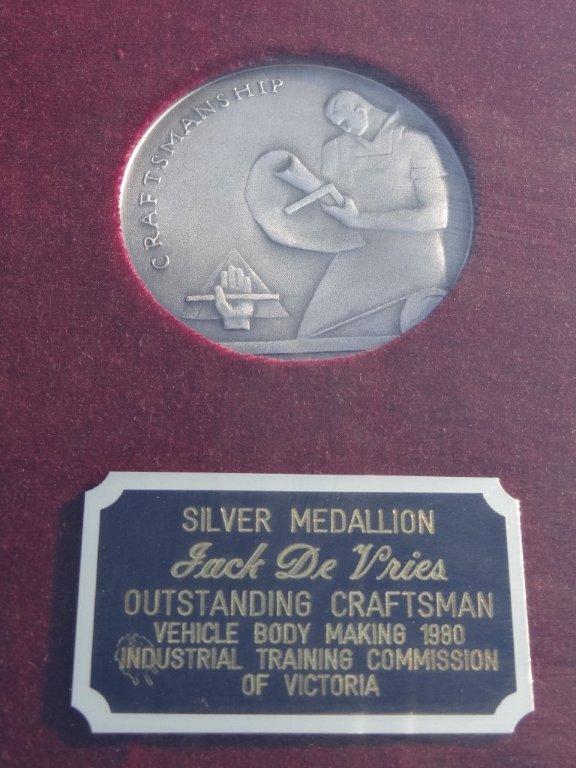 CRAFTSMANSHIP
SILVER MEDALLION
Jack De Vries
OUTSTANDING CRAFTSMAN
VEHICLE BODY MAKING 1980
INDUSTRIAL TRAINING COMMISSION
OF VICTORIA